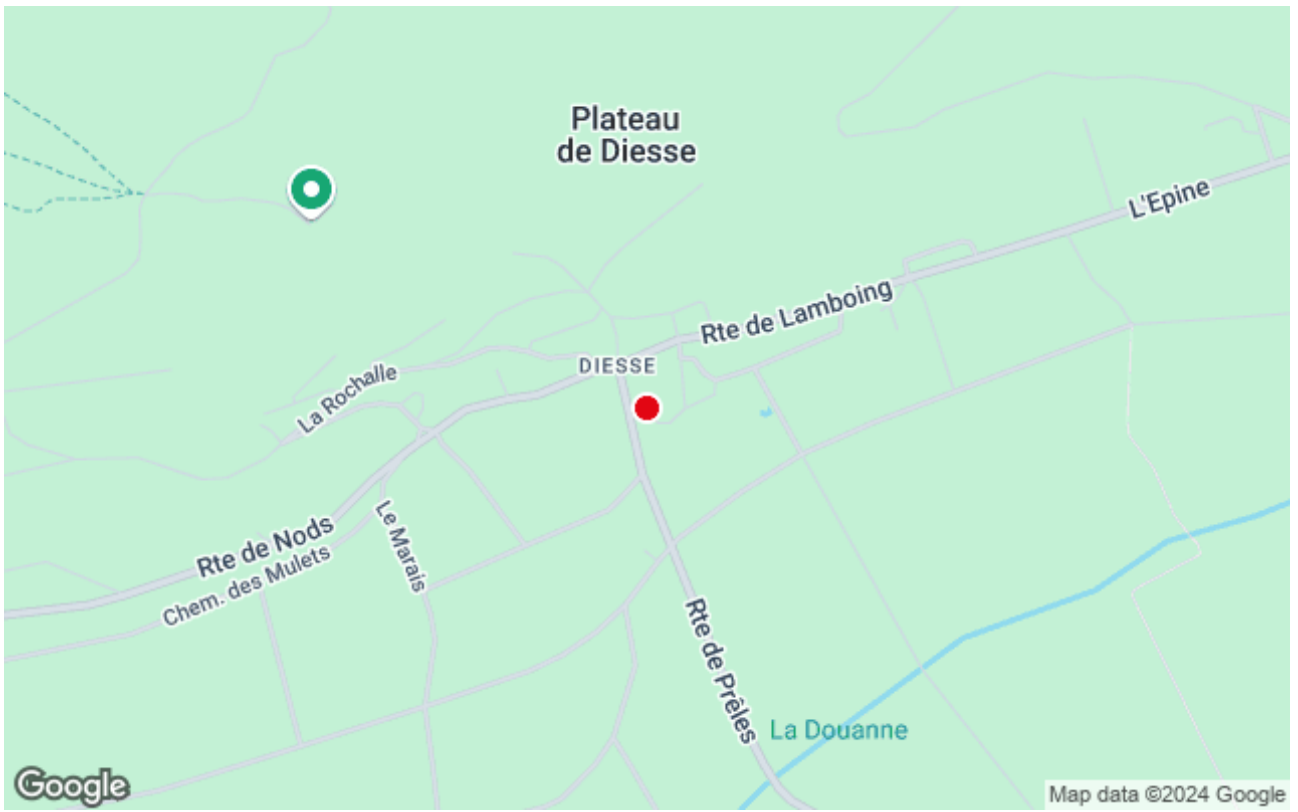 Plateau
de Diesse
L'Epine
Rte de Lamboing
DIESSE
La Rochalle
Le Marais
Rte de Nods
Chem. des Mulets
Rte de Prêles
La Douanne
Google
Map data ©2024 Google